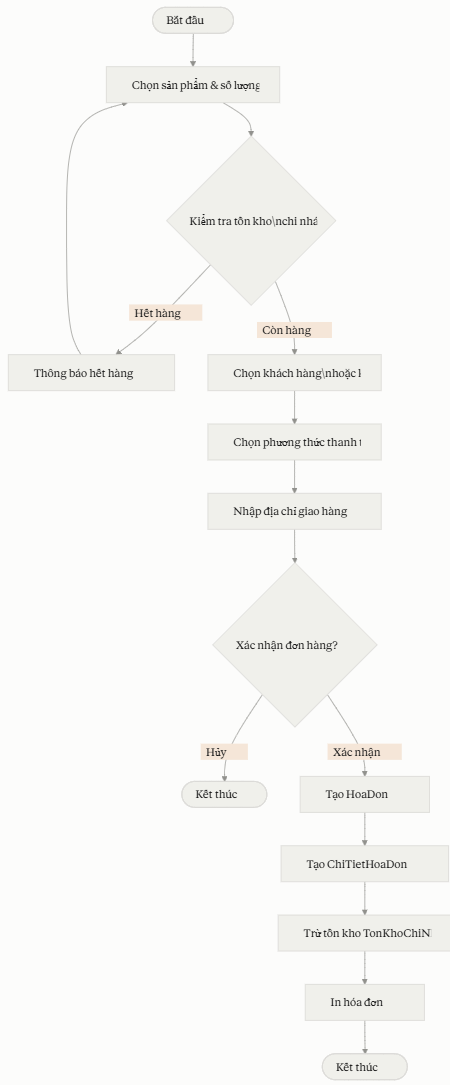 Bắt đầu
Chọn sản phẩm & số lượng
Kiểm tra tồn kho\nchi nhá
Hết hàng
Còn hàng
Thông báo hết hàng
Chọn khách hàng\nhoặc
Chọn phương thức thanh
Nhập địa chỉ giao hàng
Xác nhận đơn hàng?
Hủy
Xác nhận
Kết thúc
Tạo HoaDon
Tạo ChiTietHoaDon
Trừ tồn kho TonKhoChiN
In hóa đơn
Kết thúc